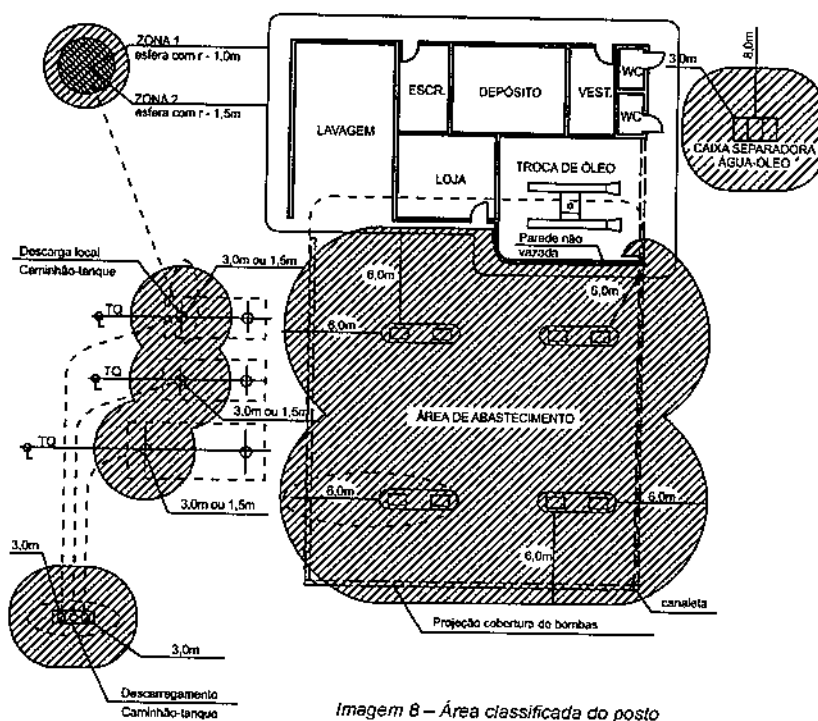 ZONA 1
esfera com r - 1,0m
ZONA 2
esfera com r - 1,5m
LAVAGEM
ESCR.
DEPÓSITO
VEST.
WC
WC
LOJA
TROCA DE ÓLEO
Parede não
vazada
3,0m
8,0m
CAIXA SEPARADORA
ÁGUA-ÓLEO
Descarga local
Caminhão-tanque
3,0m ou 1,5m
TQ
TQ
3,0m ou 1,5m
TQ
3,0m ou 1,5m
6,0m
6,0m
6,0m
ÁREA DE ABASTECIMENTO
6,0m
6,0m
6,0m
3,0m
3,0m
Descarregamento
Caminhão-tanque
Projeção cobertura do bombas
canaleta
Imagem 8 – Área classificada do posto